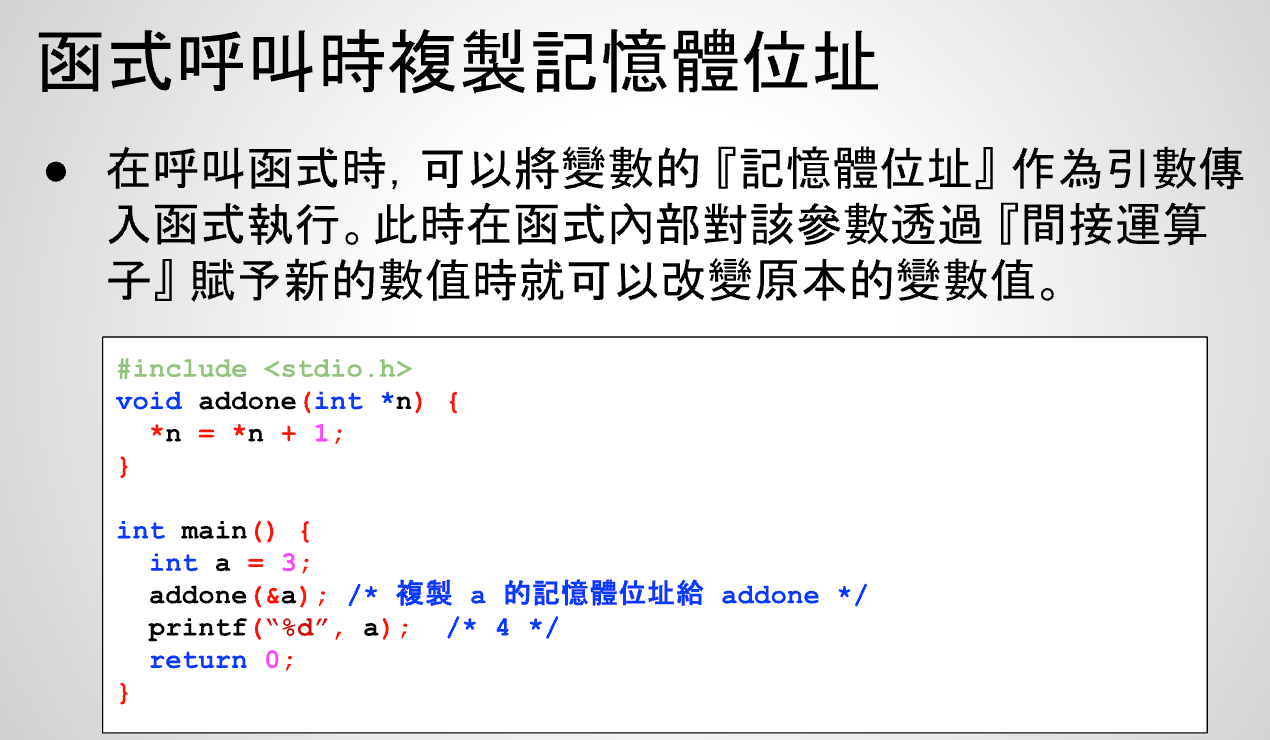 函式呼叫時複製記憶體位址
● 在呼叫函式時，可以將變數的『記憶體位址』作為引數傳
入函式執行。此時在函式內部對該參數透過『間接運算
子』賦予新的數值時就可以改變原本的變數值。
#include <stdio.h>
void addone(int *n) {
  *n = *n + 1;
}
int main() {
  int a = 3;
  addone(&a); /* 複製 a 的記憶體位址給 addone */
  printf(“%d”, a);  /* 4 */
  return 0;
}